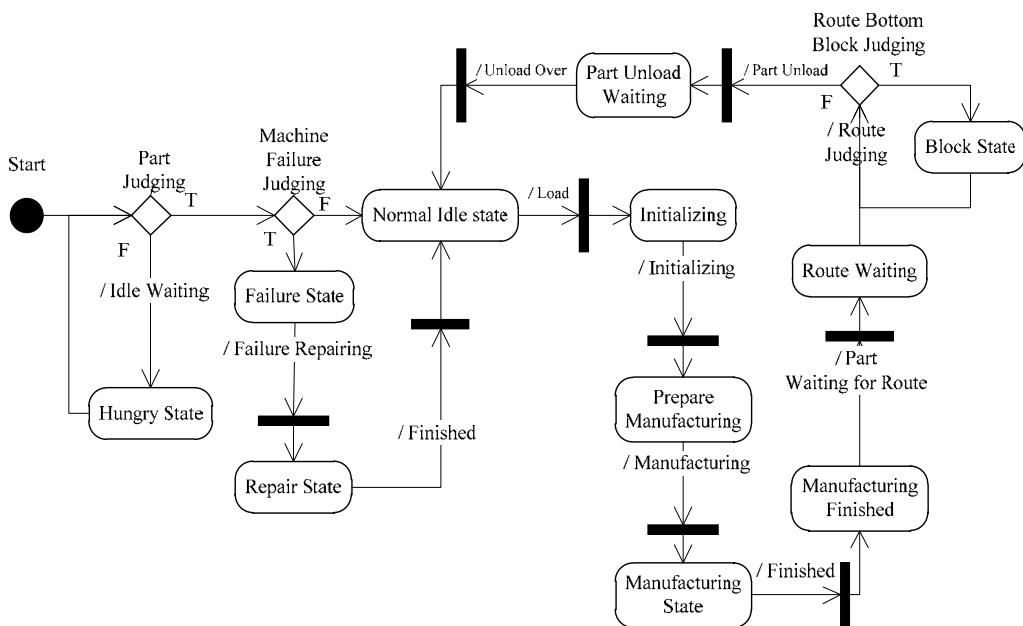 Route Bottom
Block Judging
T
F
/ Unload Over
Part Unload
Waiting
/ Part Unload
/ Route
Judging
Block State
Start
Part
Judging
T
F
Machine
Failure
Judging
F
T
Normal Idle state
/ Load
Initializing
/ Initializing
Route Waiting
/ Idle Waiting
Failure State
/ Failure Repairing
/ Part
Waiting for Route
Hungry State
/ Finished
Prepare
Manufacturing
/ Manufacturing
Repair State
Manufacturing
Finished
/ Finished
Manufacturing
State